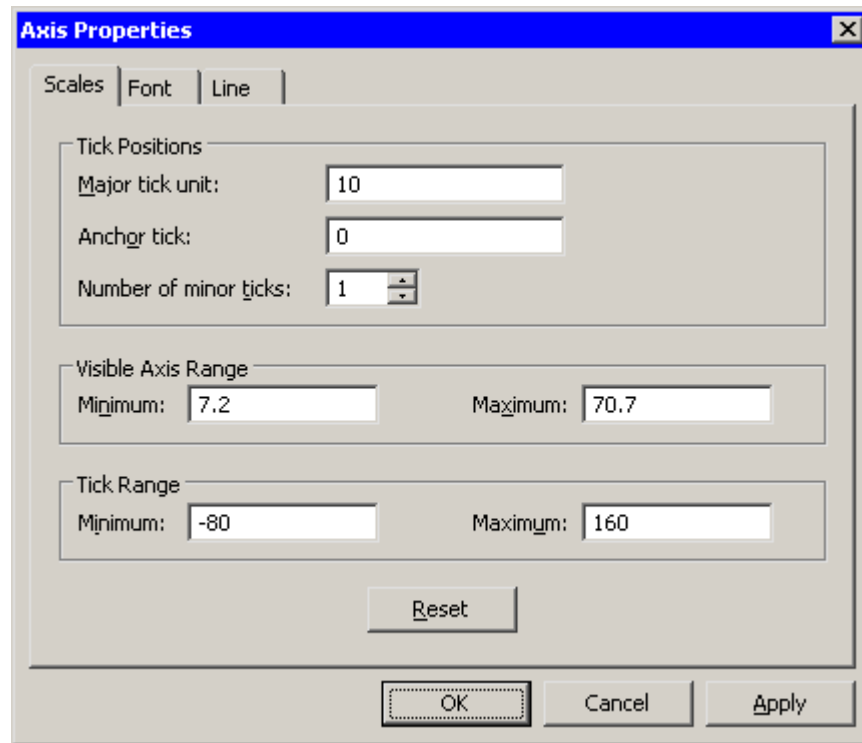 Axis Properties
Scales Font Line
Tick Positions
Major tick unit: 10
Anchor tick: 0
Number of minor ticks: 1
Visible Axis Range
Minimum: 7.2 Maximum: 70.7
Tick Range
Minimum: -80 Maximum: 160
Reset
OK Cancel Apply